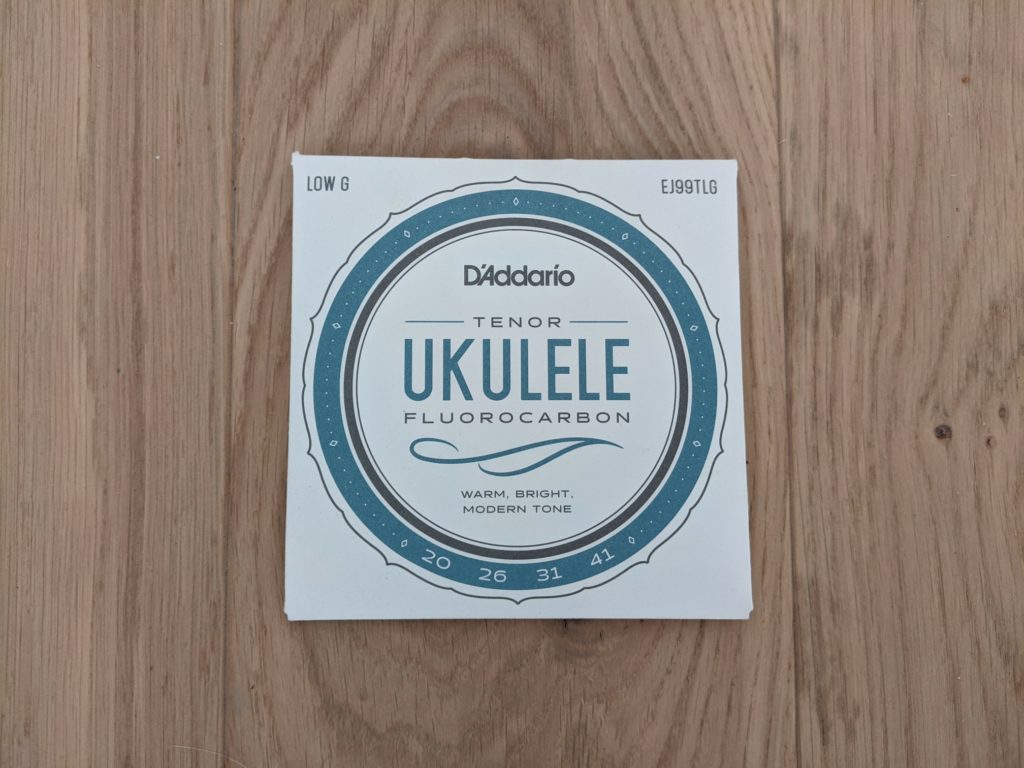 LOW G
EJ99TLG
D'Addario
TENOR
UKULELE
FLUOROCARBON
WARM, BRIGHT,
MODERN TONE
20 26 31 41